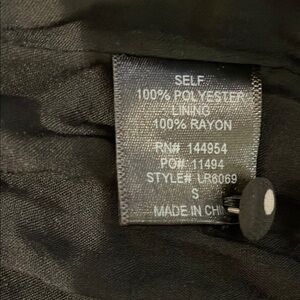 SELF
100% POLYESTER
LINING
100% RAYON
RN# 144954
PO# 11494
STYLE# LR6069
S
MADE IN CHI